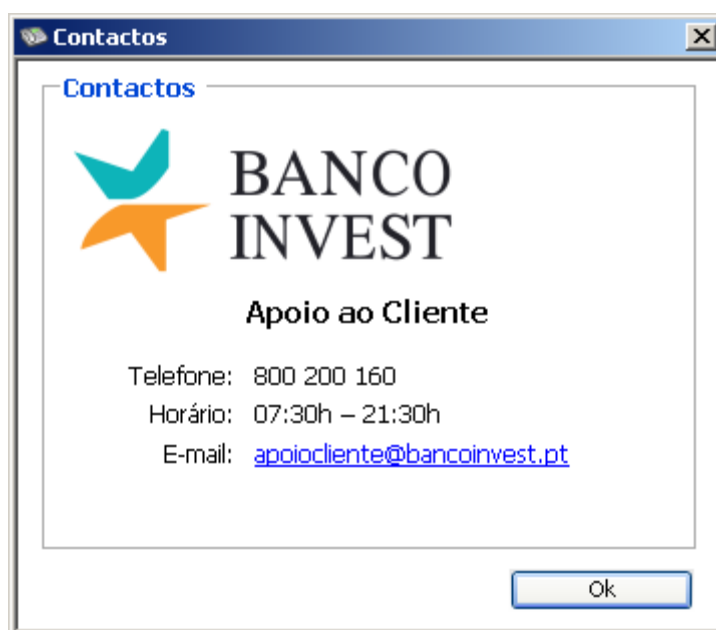 Contactos
Contactos
BANCO
INVEST
Apoio ao Cliente
Telefone: 800 200 160
Horário: 07:30h – 21:30h
E-mail: apoiocliente@bancoinvest.pt
Ok